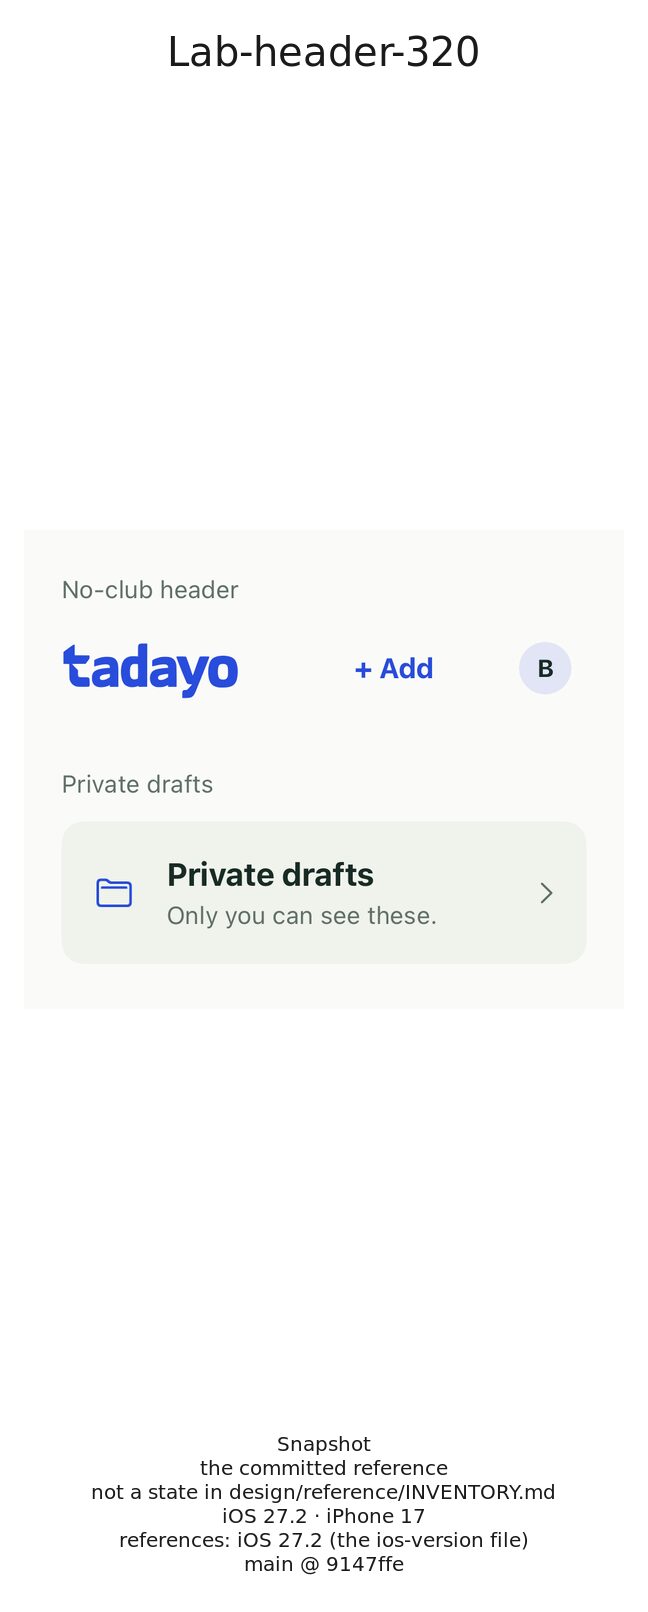 Lab-header-320
No-club header
tadayo
+ Add
B
Private drafts
Private drafts
Only you can see these.
Snapshot
the committed reference
not a state in design/reference/INVENTORY.md
iOS 27.2 · iPhone 17
references: iOS 27.2 (the ios-version file)
main @ 9147ffe